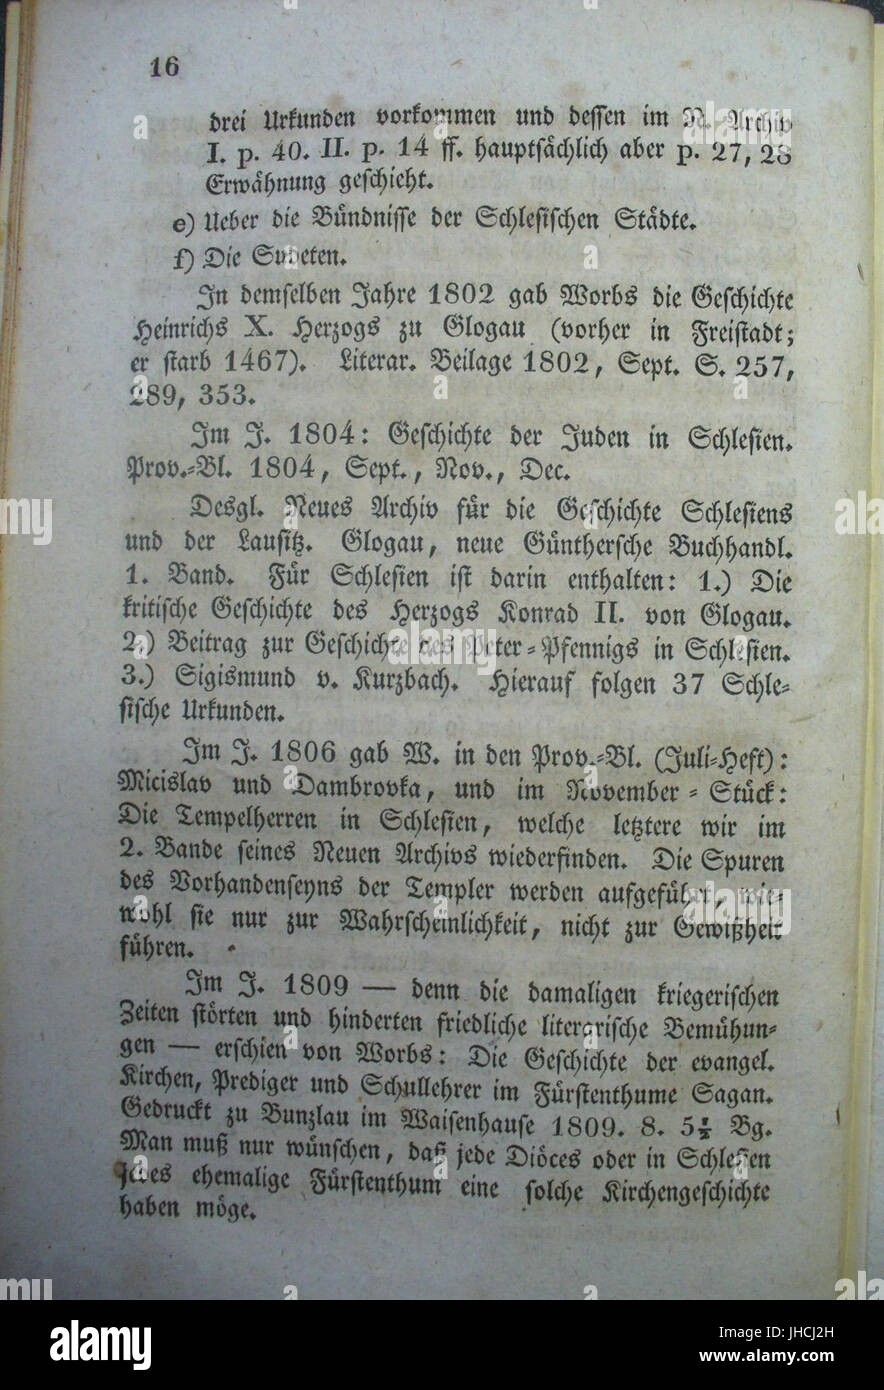 16
drei Urkunden vorkommen und dessen im N. Archiv
I. p. 40. II. p. 14 ff. hauptsächlich aber p. 27, 28
Erwähnung geschieht.
e) Ueber die Bündnisse der Schlesischen Städte.
f) Die Sudeten.
In demselben Jahre 1802 gab Worbs die Geschichte
Heinrichs X. Herzogs zu Glogau (vorher in Freistadt;
er starb 1467). Literar. Beilage 1802, Sept. S. 257,
289, 353.
Im J. 1804: Geschichte der Juden in Schlesien.
Prov.-Bl. 1804, Sept., Nov., Dec.
Desgl. Neues Archiv für die Geschichte Schlesiens
und der Lausitz. Glogau, neue Günthersche Buchhandl.
1. Band. Für Schlesien ist darin enthalten: 1.) Die
kritische Geschichte des Herzogs Konrad II. von Glogau.
2.) Beitrag zur Geschichte des Peter-Pfennigs in Schlesien.
3.) Sigismund v. Kurzbach. Hierauf folgen 37 Schle-
sische Urkunden.
Im J. 1806 gab W. in den Prov.-Bl. (Juli-Heft):
Micislav und Dambrovka, und im November-Stück:
Die Tempelherren in Schlesien, welche letztere wir im
2. Bande seines Neuen Archivs wiederfinden. Die Spuren
des Vorhandenseyns der Templer werden aufgeführt, wie-
wohl sie nur zur Wahrscheinlichkeit, nicht zur Gewißheit
führen.
Im J. 1809 — denn die damaligen kriegerischen
Zeiten störten und hinderten friedliche literarische Bemühun-
gen — erschien von Worbs: Die Geschichte der evangel.
Kirchen, Prediger und Schullehrer im Fürstenthume Sagan.
Gedruckt zu Bunzlau im Waisenhause 1809. 8. 5½ Bg.
Man muß nur wünschen, daß jede Diöces oder in Schlesien
jedes ehemalige Fürstenthum eine solche Kirchengeschichte
haben möge.
alamy
Image ID: JHCJ2H
www.alamy.com